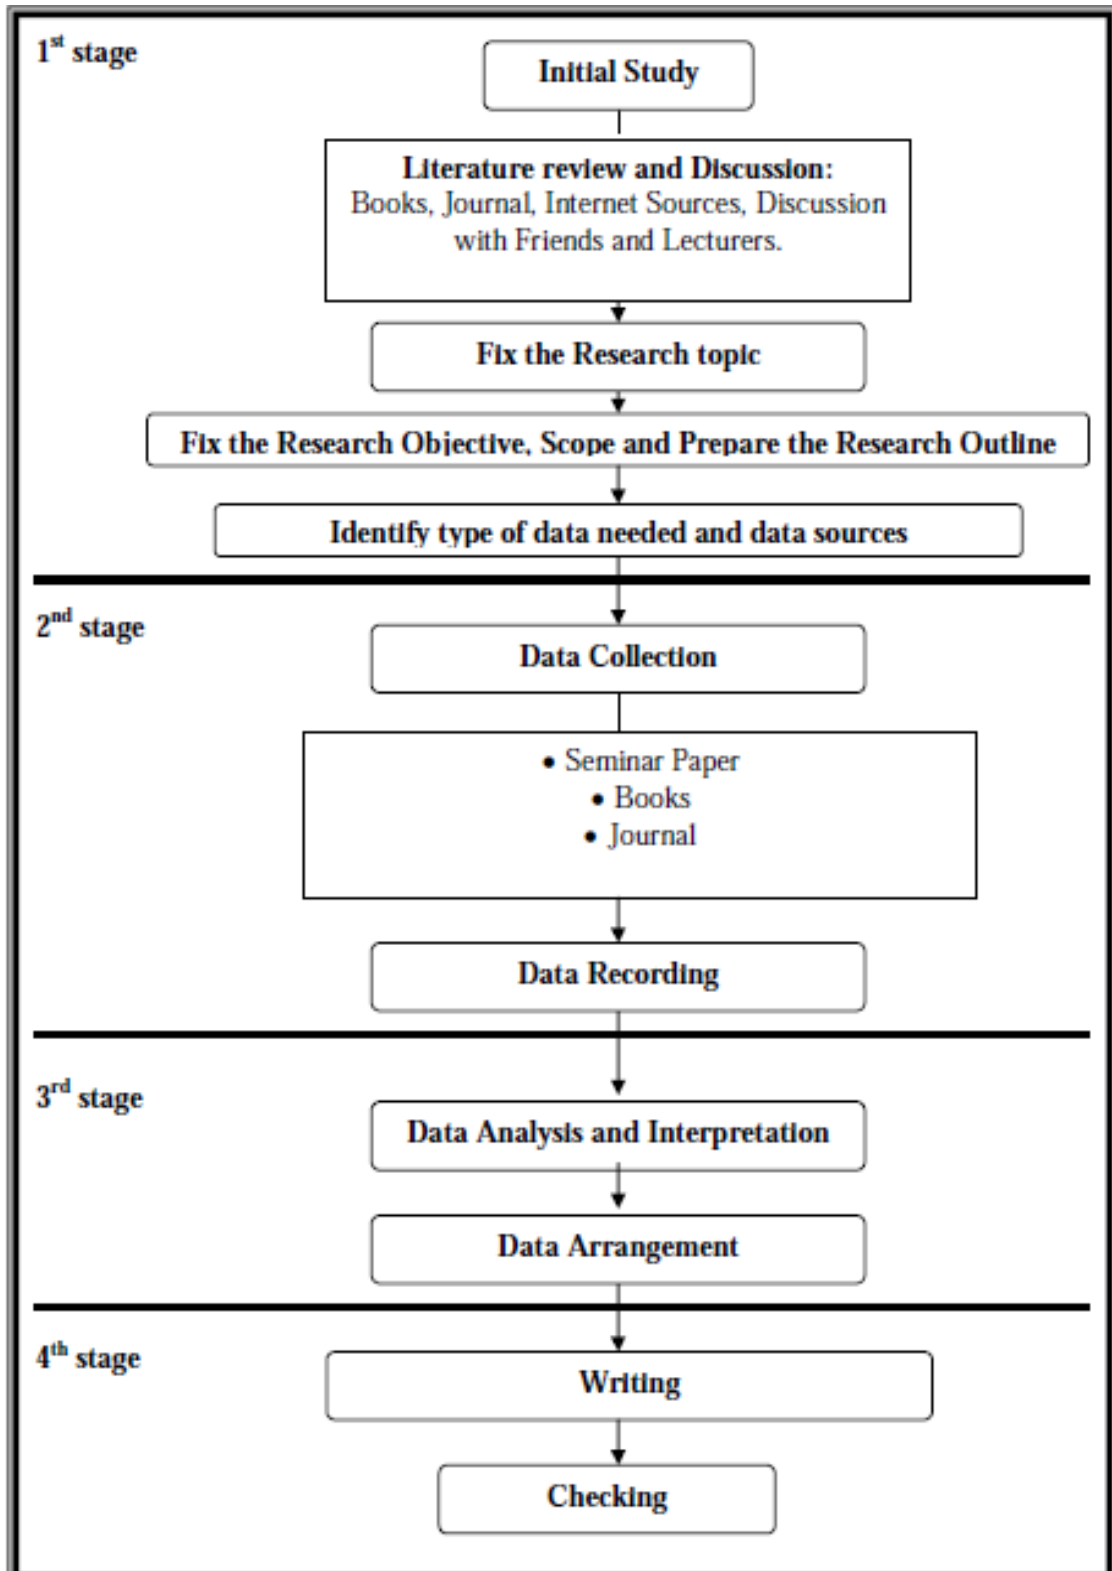 1st stage
Initial Study
Literature review and Discussion:
Books, Journal, Internet Sources, Discussion
with Friends and Lecturers.
Fix the Research topic
Fix the Research Objective, Scope and Prepare the Research Outline
Identify type of data needed and data sources
2nd stage
Data Collection
• Seminar Paper
• Books
• Journal
Data Recording
3rd stage
Data Analysis and Interpretation
Data Arrangement
4th stage
Writing
Checking